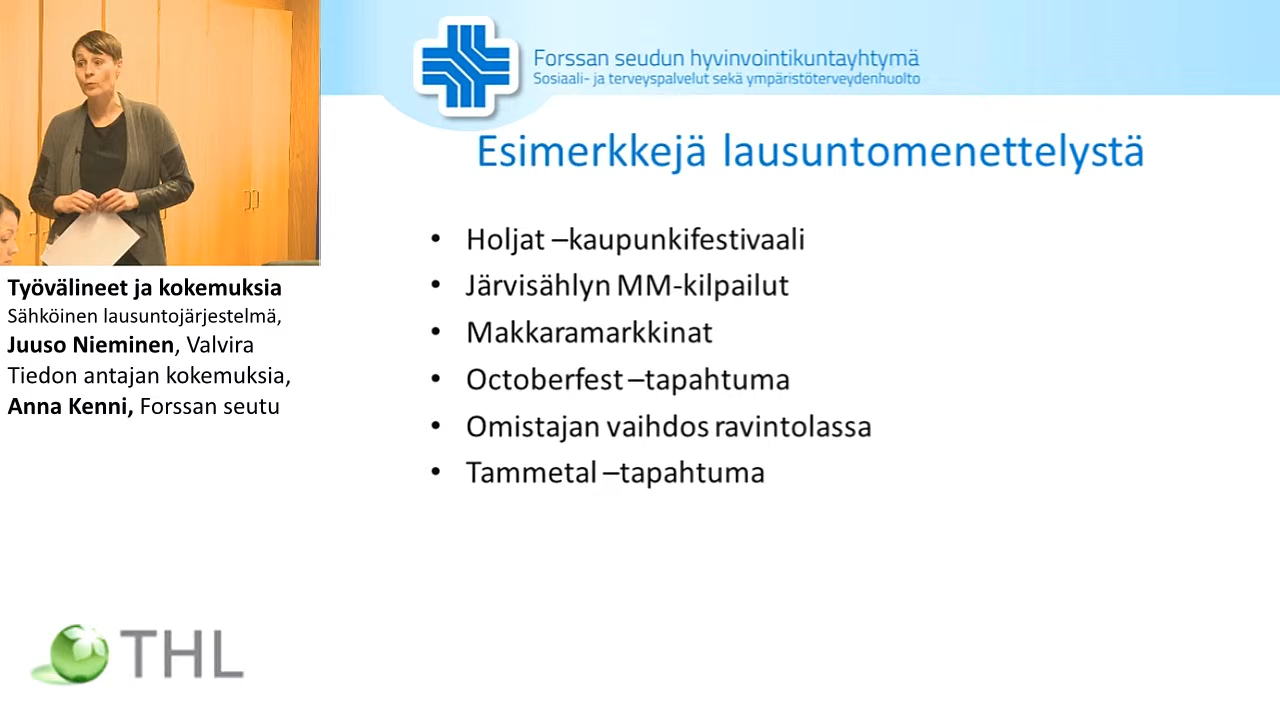 Forssan seudun hyvinvointikuntayhtymä
Sosiaali- ja terveyspalvelut sekä ympäristöterveydenhuolto
Esimerkkejä lausuntomenettelystä
• Holjat –kaupunkifestivaali
• Järvisählyn MM-kilpailut
• Makkaramarkkinat
• Octoberfest –tapahtuma
• Omistajan vaihdos ravintolassa
• Tammetal –tapahtuma
Työvälineet ja kokemuksia
Sähköinen lausuntojärjestelmä,
Juuso Nieminen, Valvira
Tiedon antajan kokemuksia,
Anna Kenni, Forssan seutu
THL